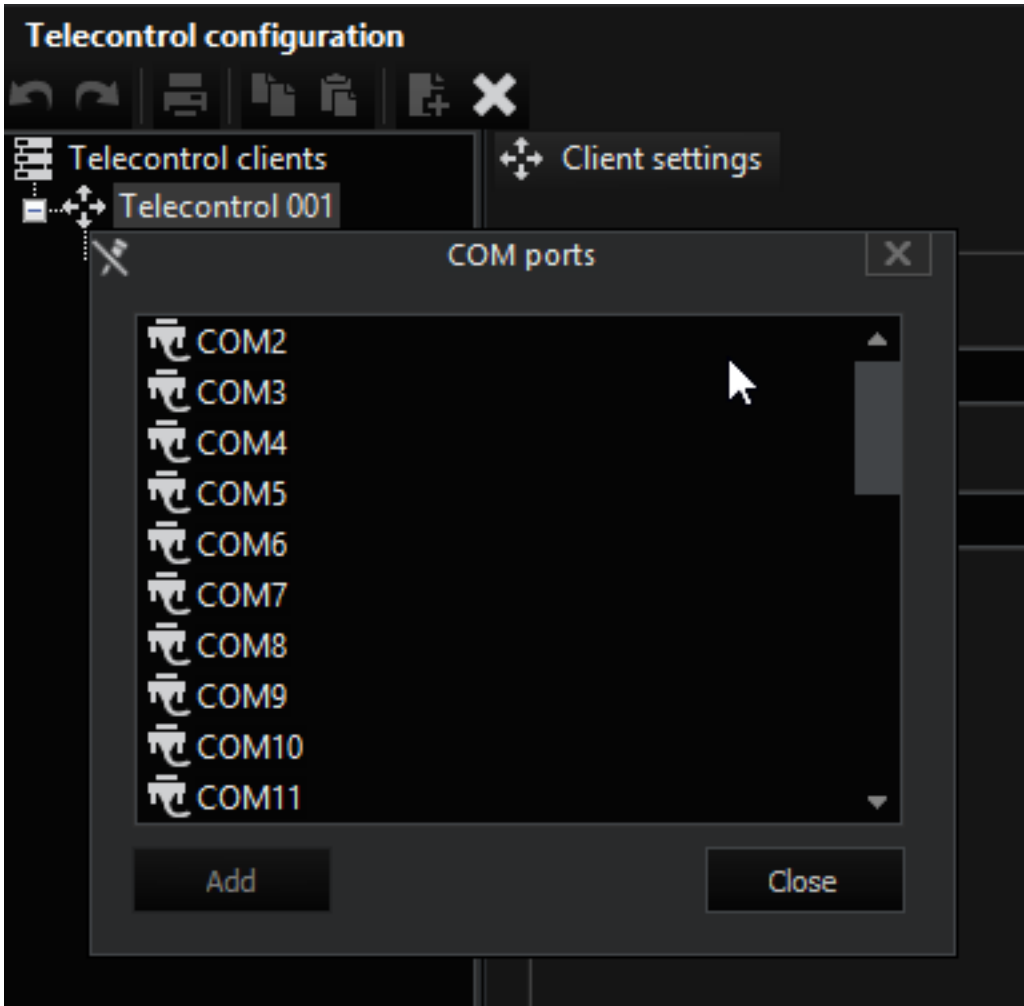 Telecontrol configuration
Telecontrol clients
Client settings
Telecontrol 001
COM ports
COM2
COM3
COM4
COM5
COM6
COM7
COM8
COM9
COM10
COM11
Add
Close